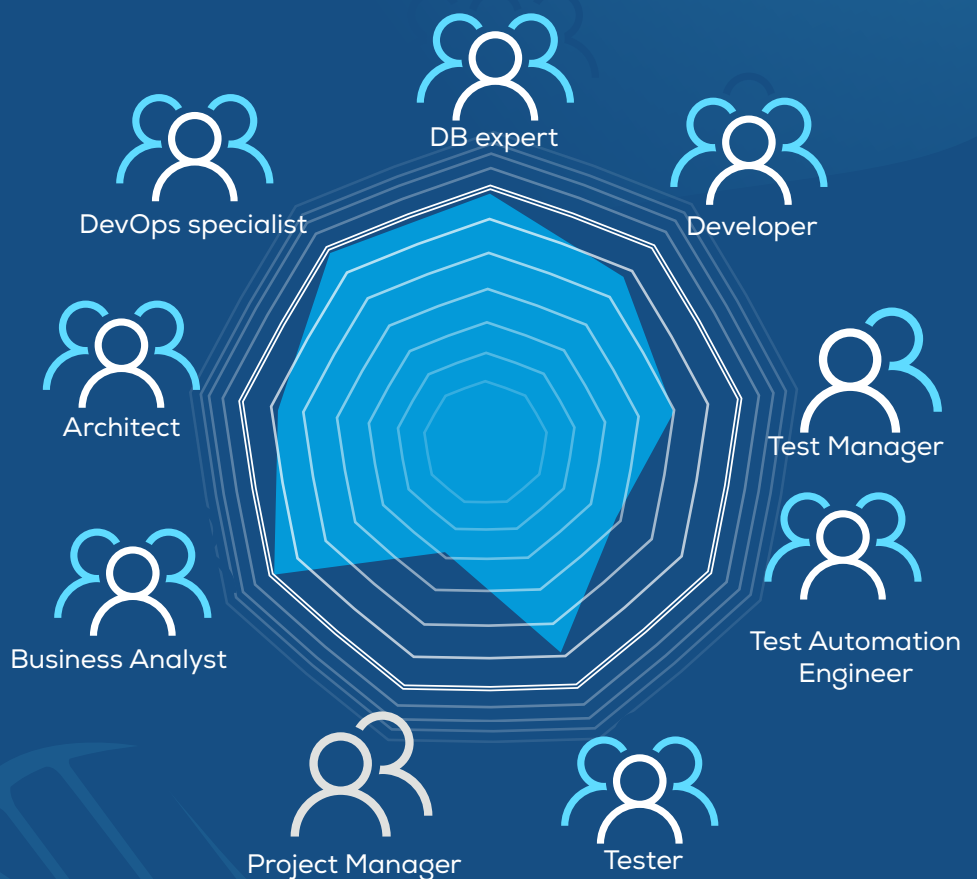 DB expert
DevOps specialist
Developer
Architect
Test Manager
Business Analyst
Test Automation
Engineer
Project Manager
Tester